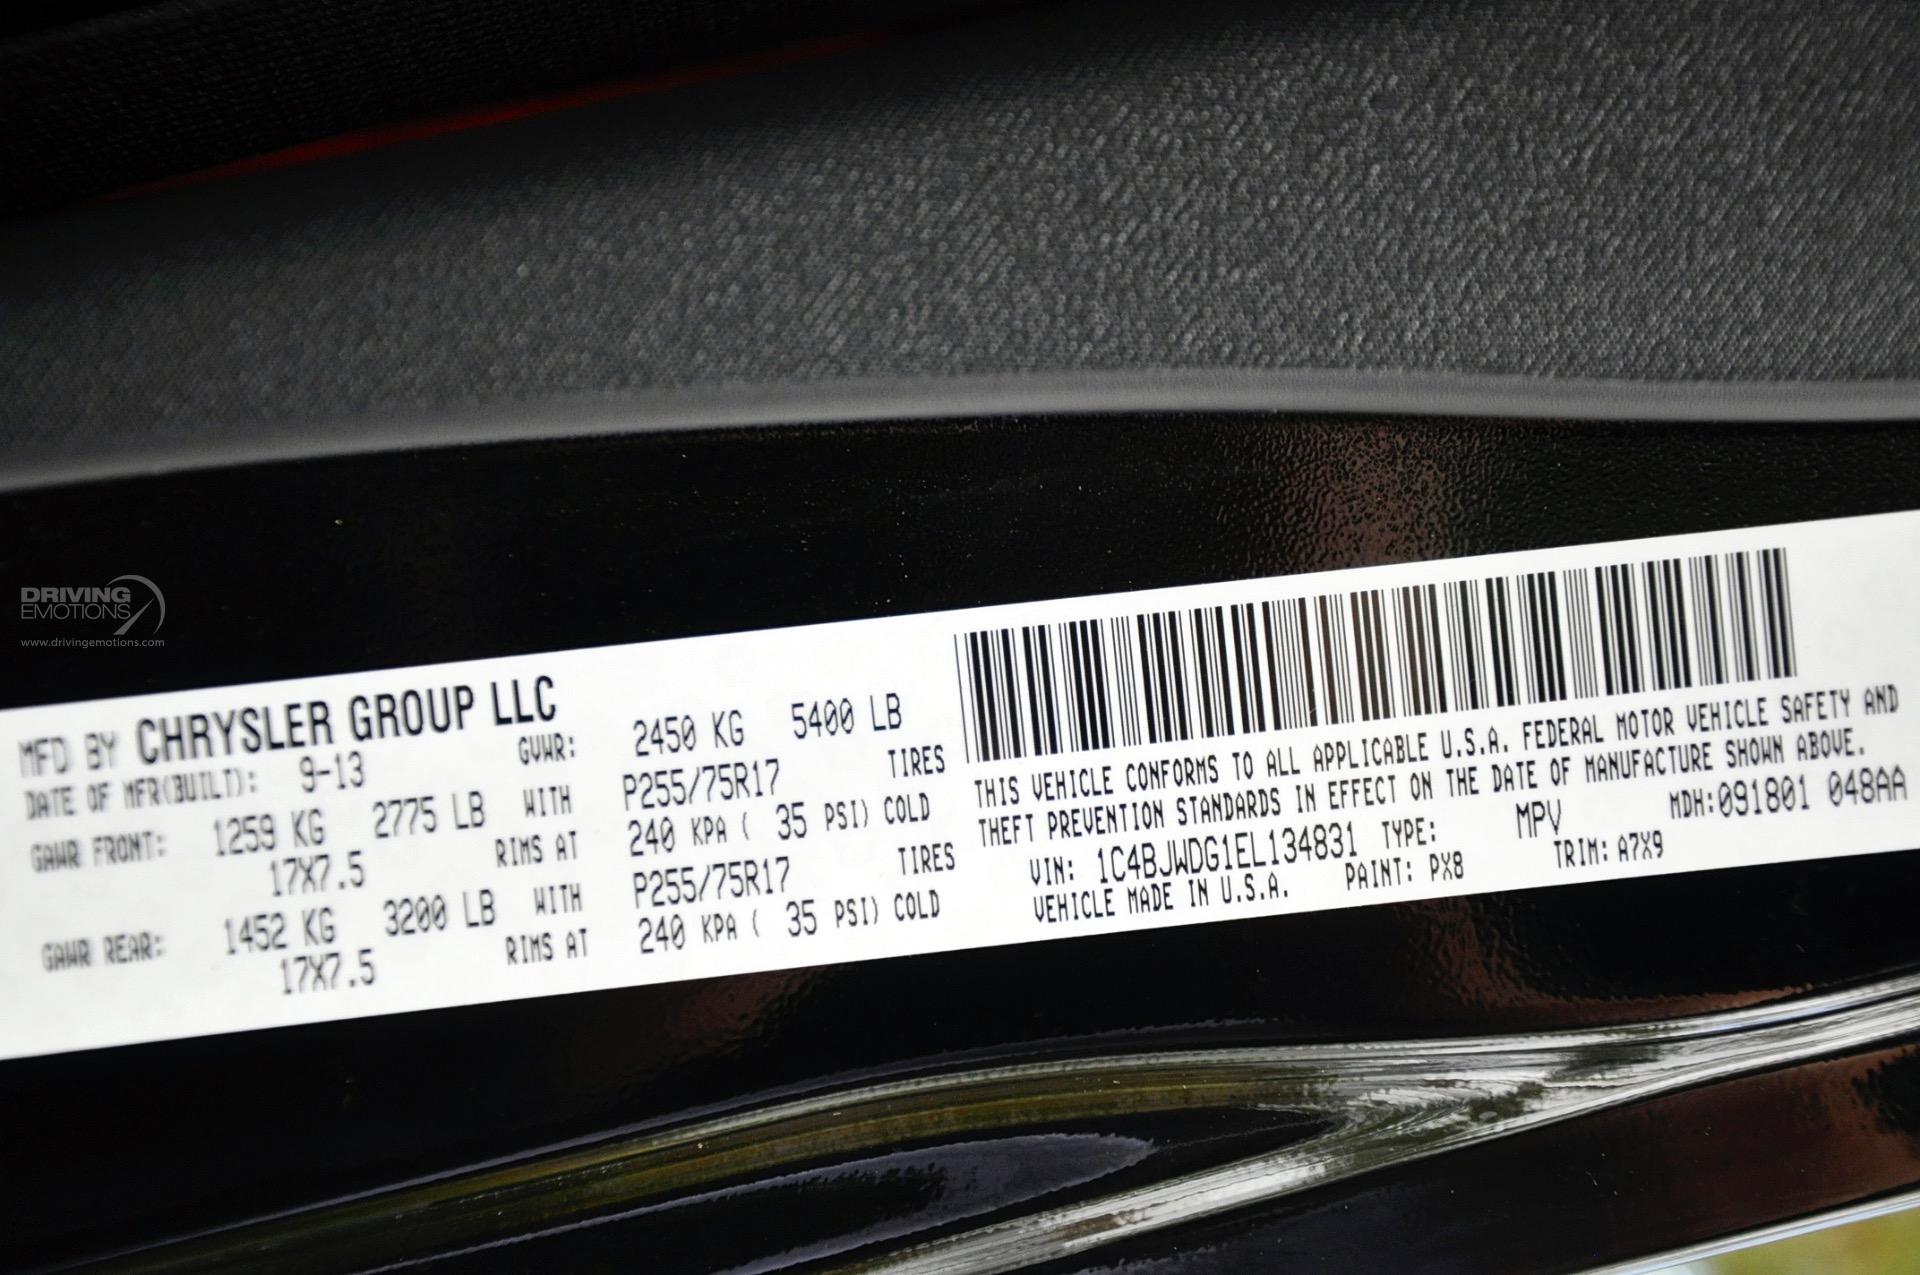 DRIVING
EMOTIONS
www.drivingemotions.com
MFD BY CHRYSLER GROUP LLC
DATE OF MFR(BUILT): 9-13 GVWR: 2450 KG 5400 LB
GAWR FRONT: 1259 KG 2775 LB WITH P255/75R17 TIRES
17X7.5 RIMS AT 240 KPA ( 35 PSI) COLD
GAWR REAR: 1452 KG 3200 LB WITH P255/75R17 TIRES
17X7.5 RIMS AT 240 KPA ( 35 PSI) COLD
THIS VEHICLE CONFORMS TO ALL APPLICABLE U.S.A. FEDERAL MOTOR VEHICLE SAFETY AND
THEFT PREVENTION STANDARDS IN EFFECT ON THE DATE OF MANUFACTURE SHOWN ABOVE.
VIN: 1C4BJWDG1EL134831 TYPE: MPV MDH:091801 048AA
VEHICLE MADE IN U.S.A. PAINT: PX8 TRIM: A7X9